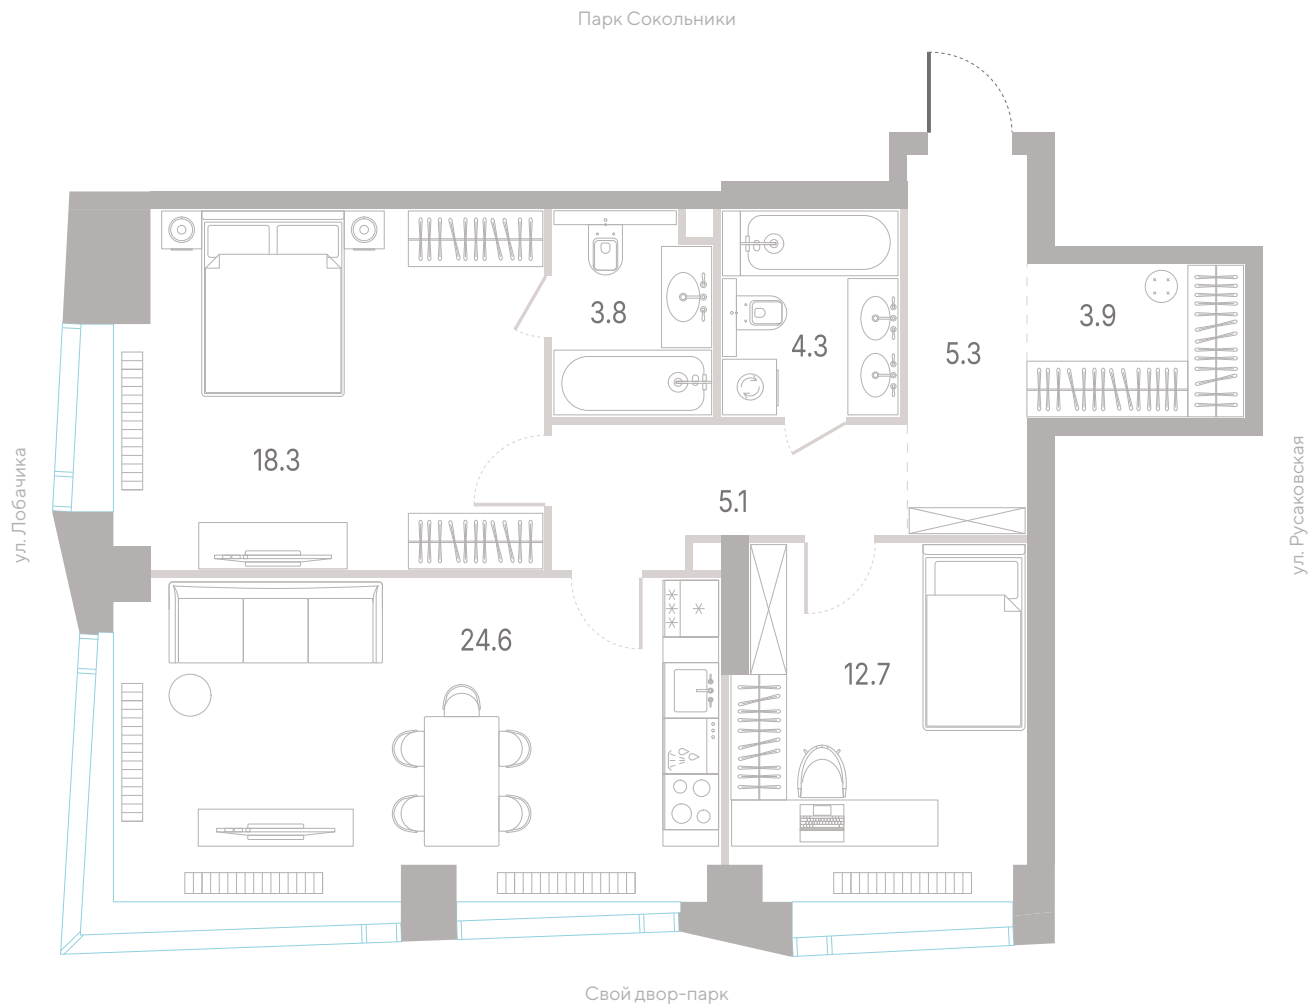 Парк Сокольники
3.8
3.9
4.3
5.3
18.3
ул. Лобачика
5.1
ул. Русаковская
24.6
12.7
Свой двор-парк